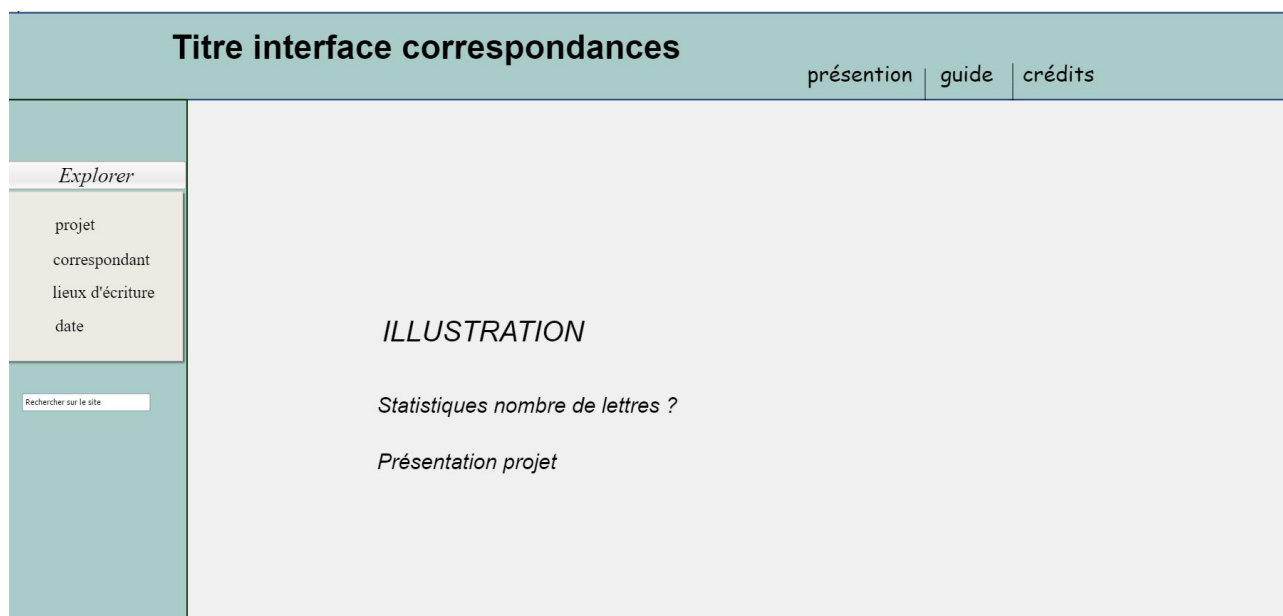 Titre interface correspondances
présention
guide
crédits
Explorer
projet
correspondant
lieux d'écriture
date
Rechercher sur le site
ILLUSTRATION
Statistiques nombre de lettres ?
Présentation projet